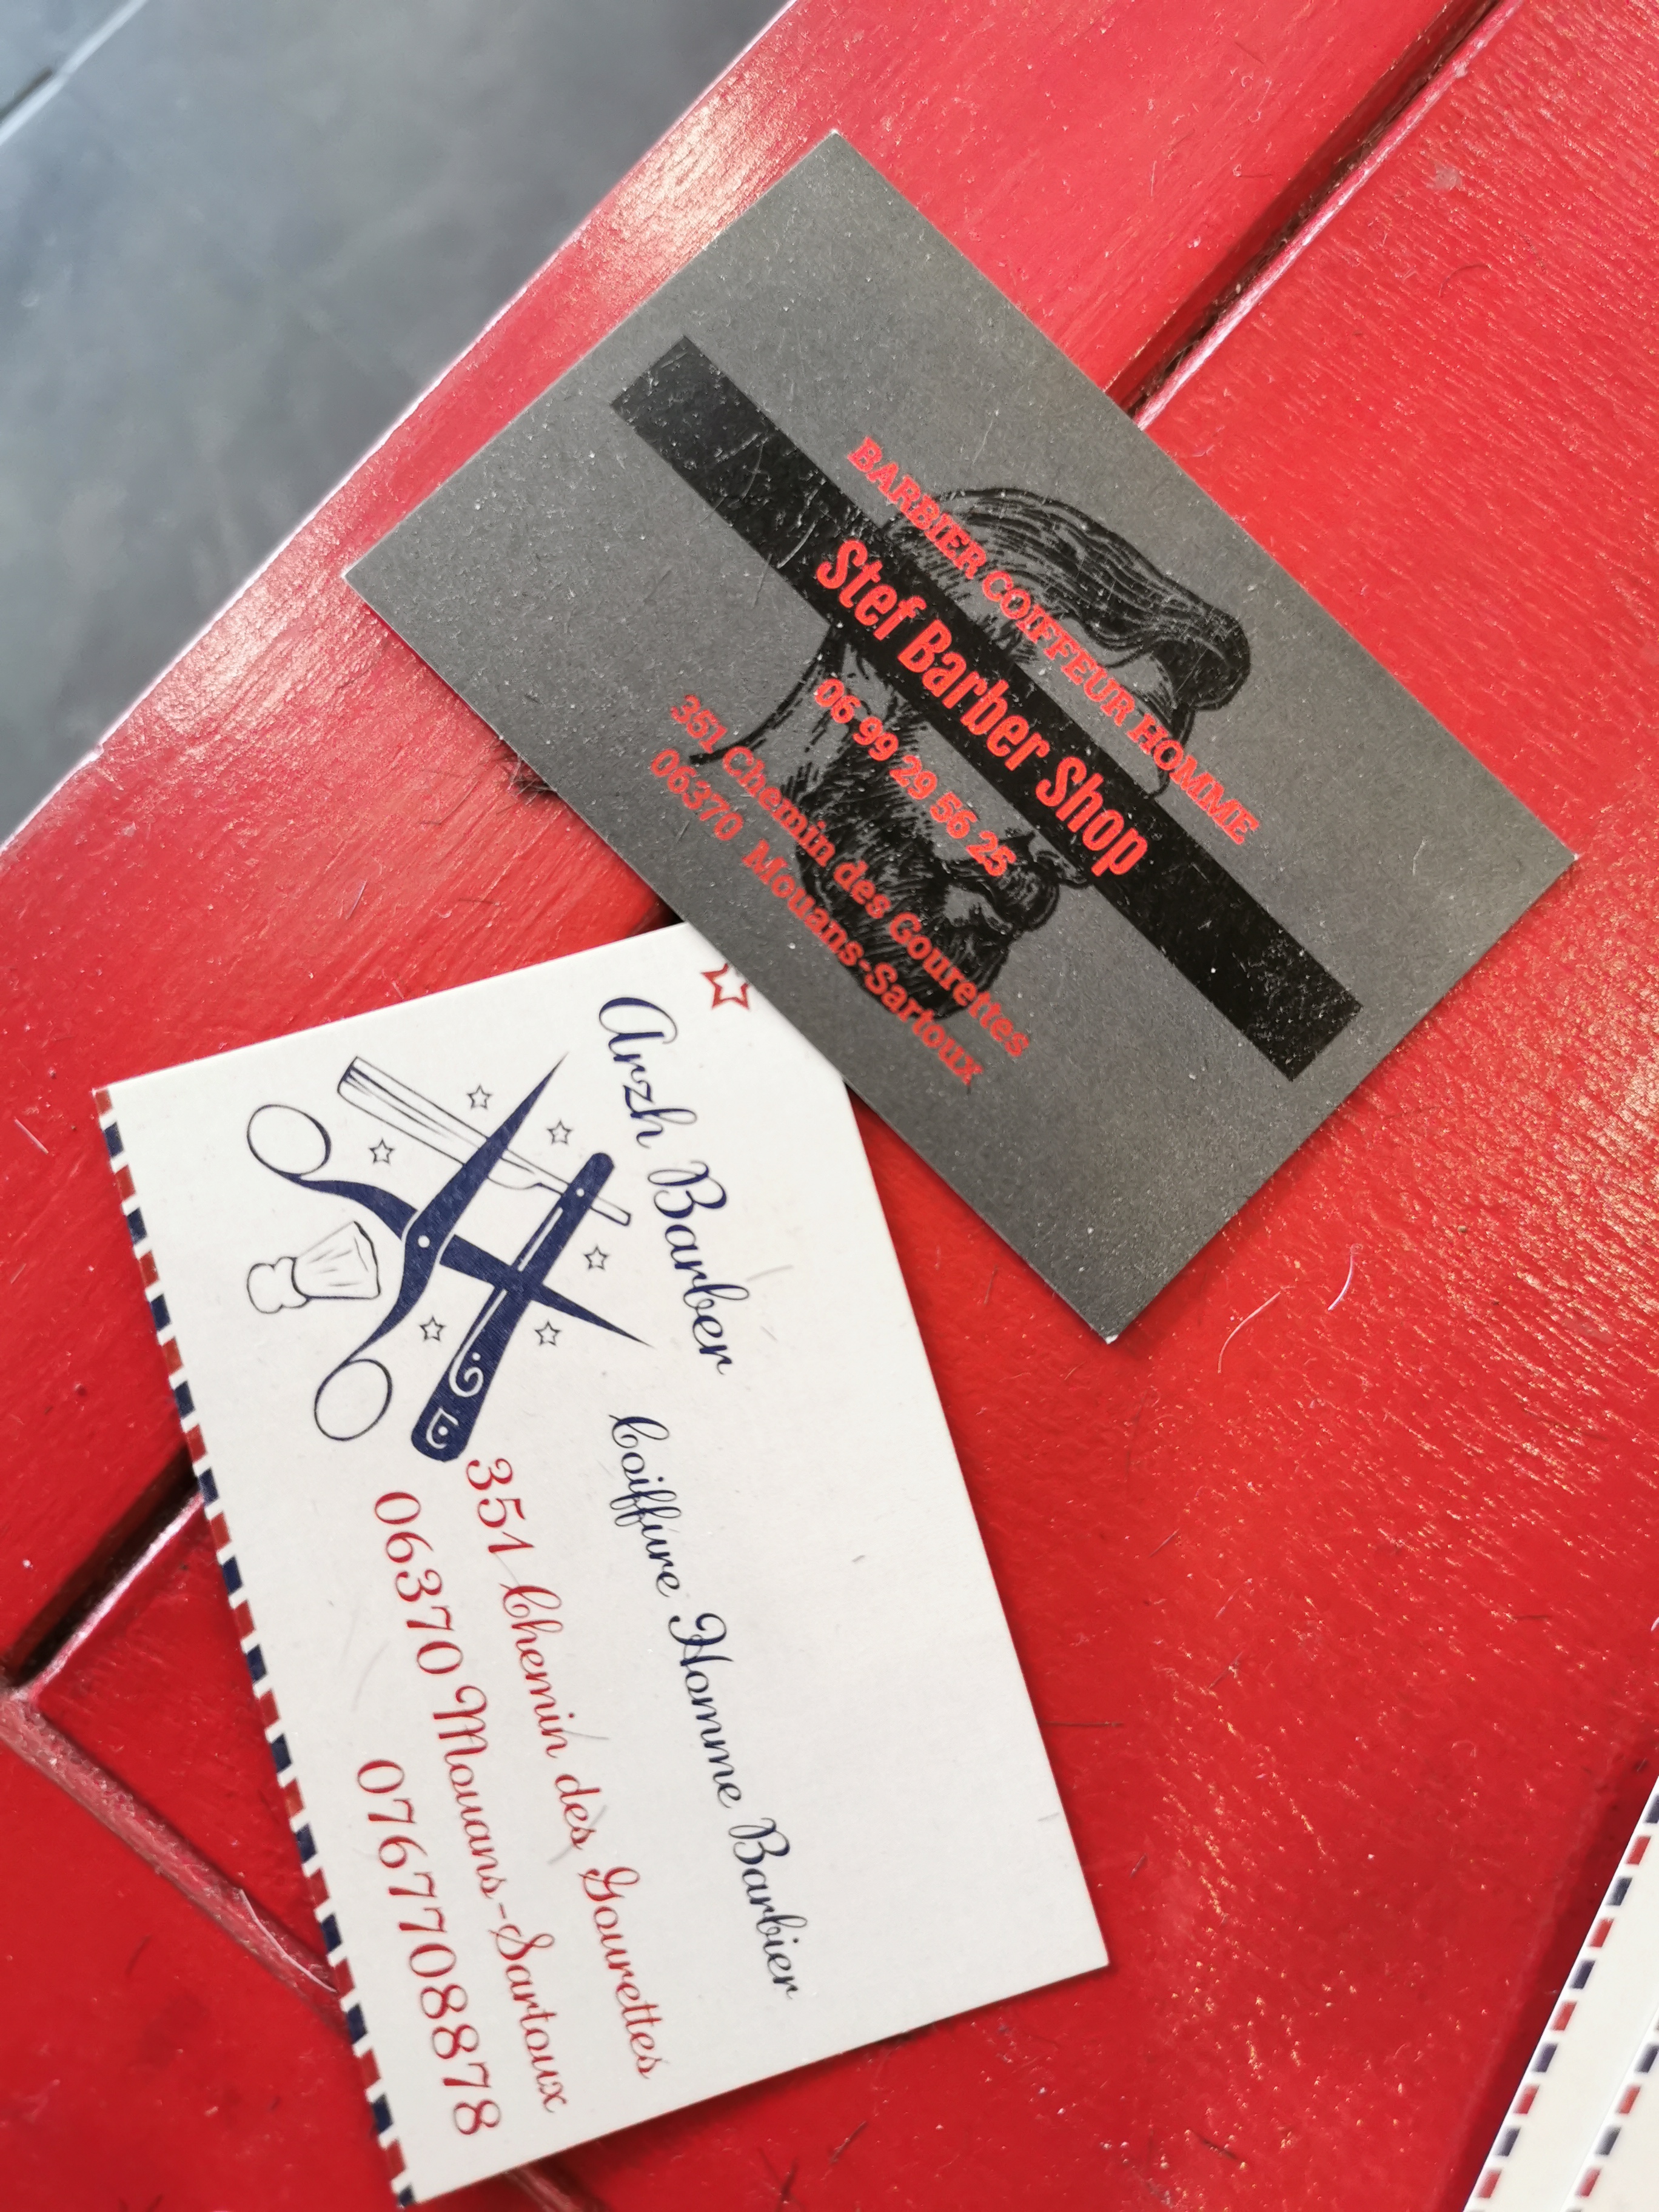 BARBIER COIFFEUR HOMME
Stef Barber Shop
06 99 29 56 25
351 Chemin des Gourettes
06370 Mouans-Sartoux
Arzh Barber
Coiffure Homme Barbier
351 Chemin des Gourettes
06370 Mouans-Sartoux
0767708878